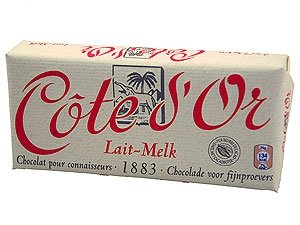 Côte d'Or
Lait-Melk
Chocolat pour connaisseurs · 1883 · Chocolade voor fijnproevers